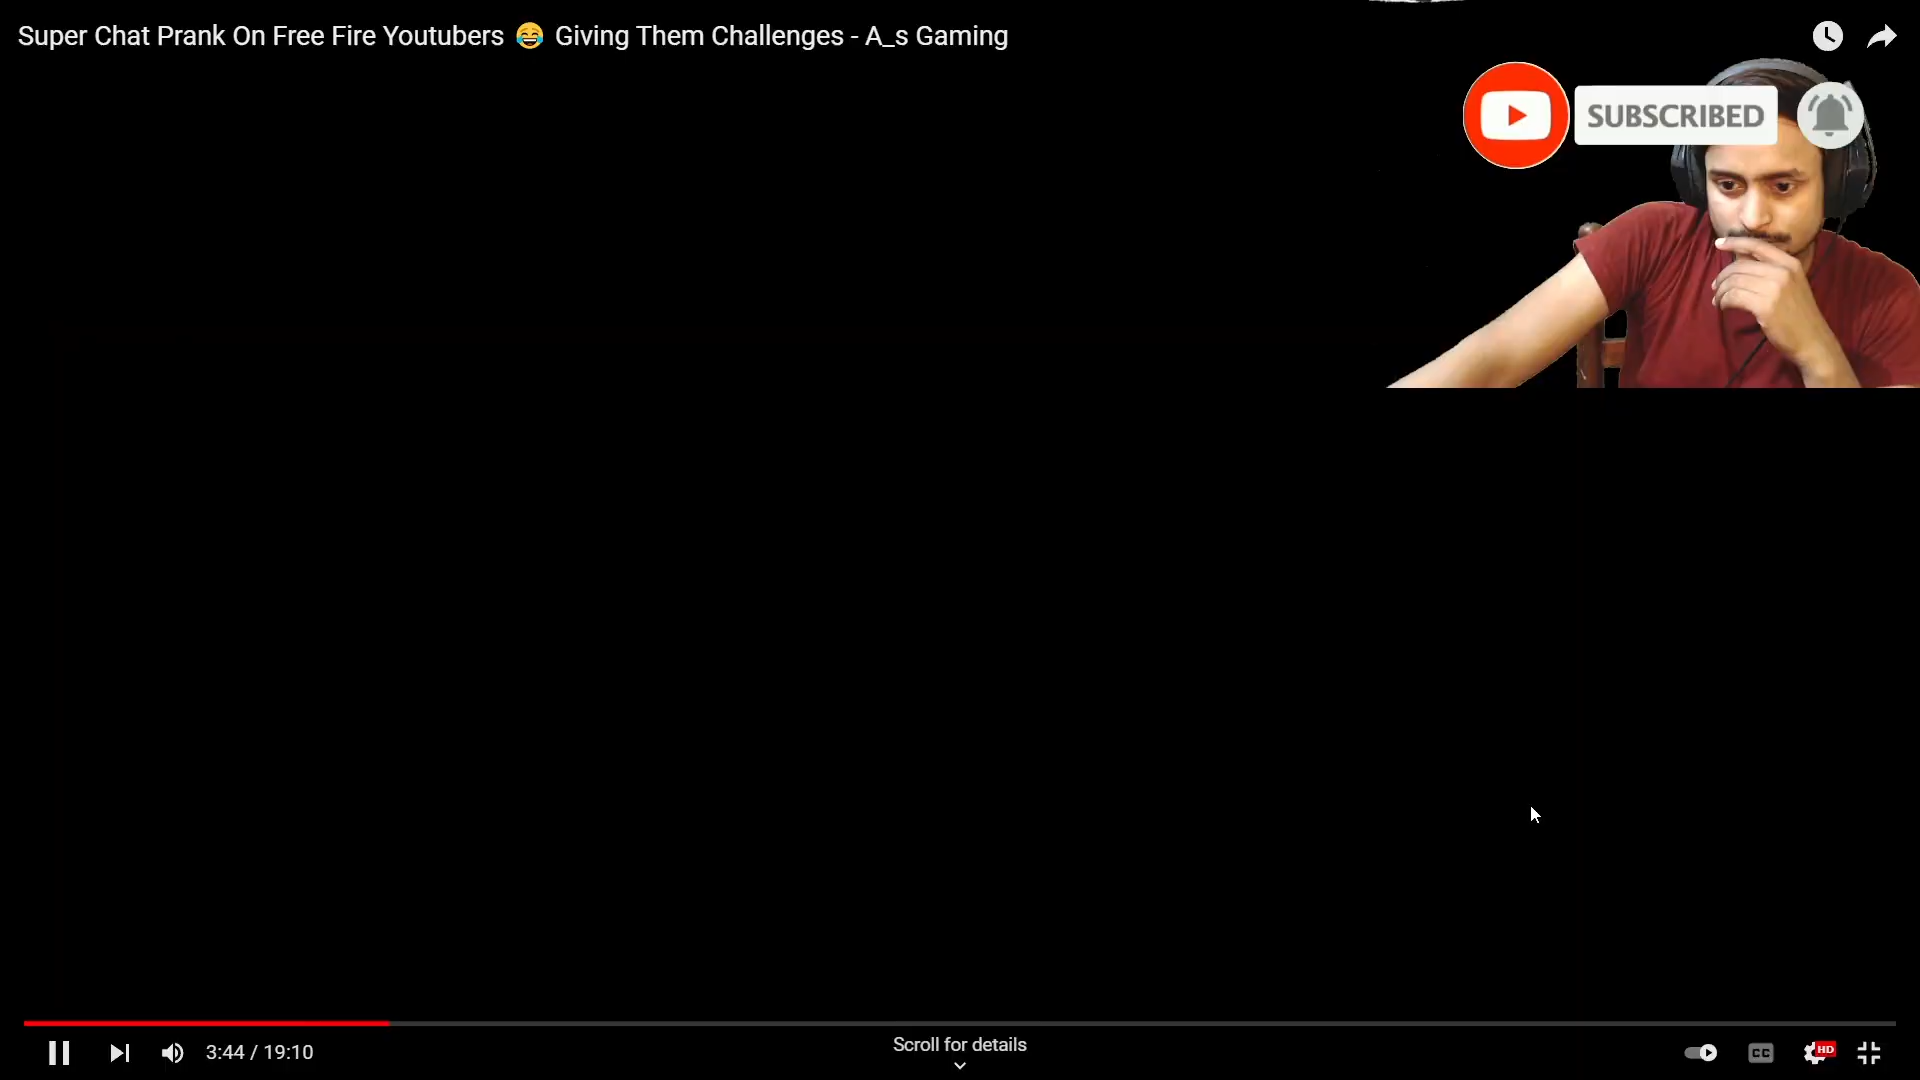 Super Chat Prank On Free Fire Youtubers 😂 Giving Them Challenges - A_s Gaming
SUBSCRIBED
3:44 / 19:10
Scroll for details
CC
HD